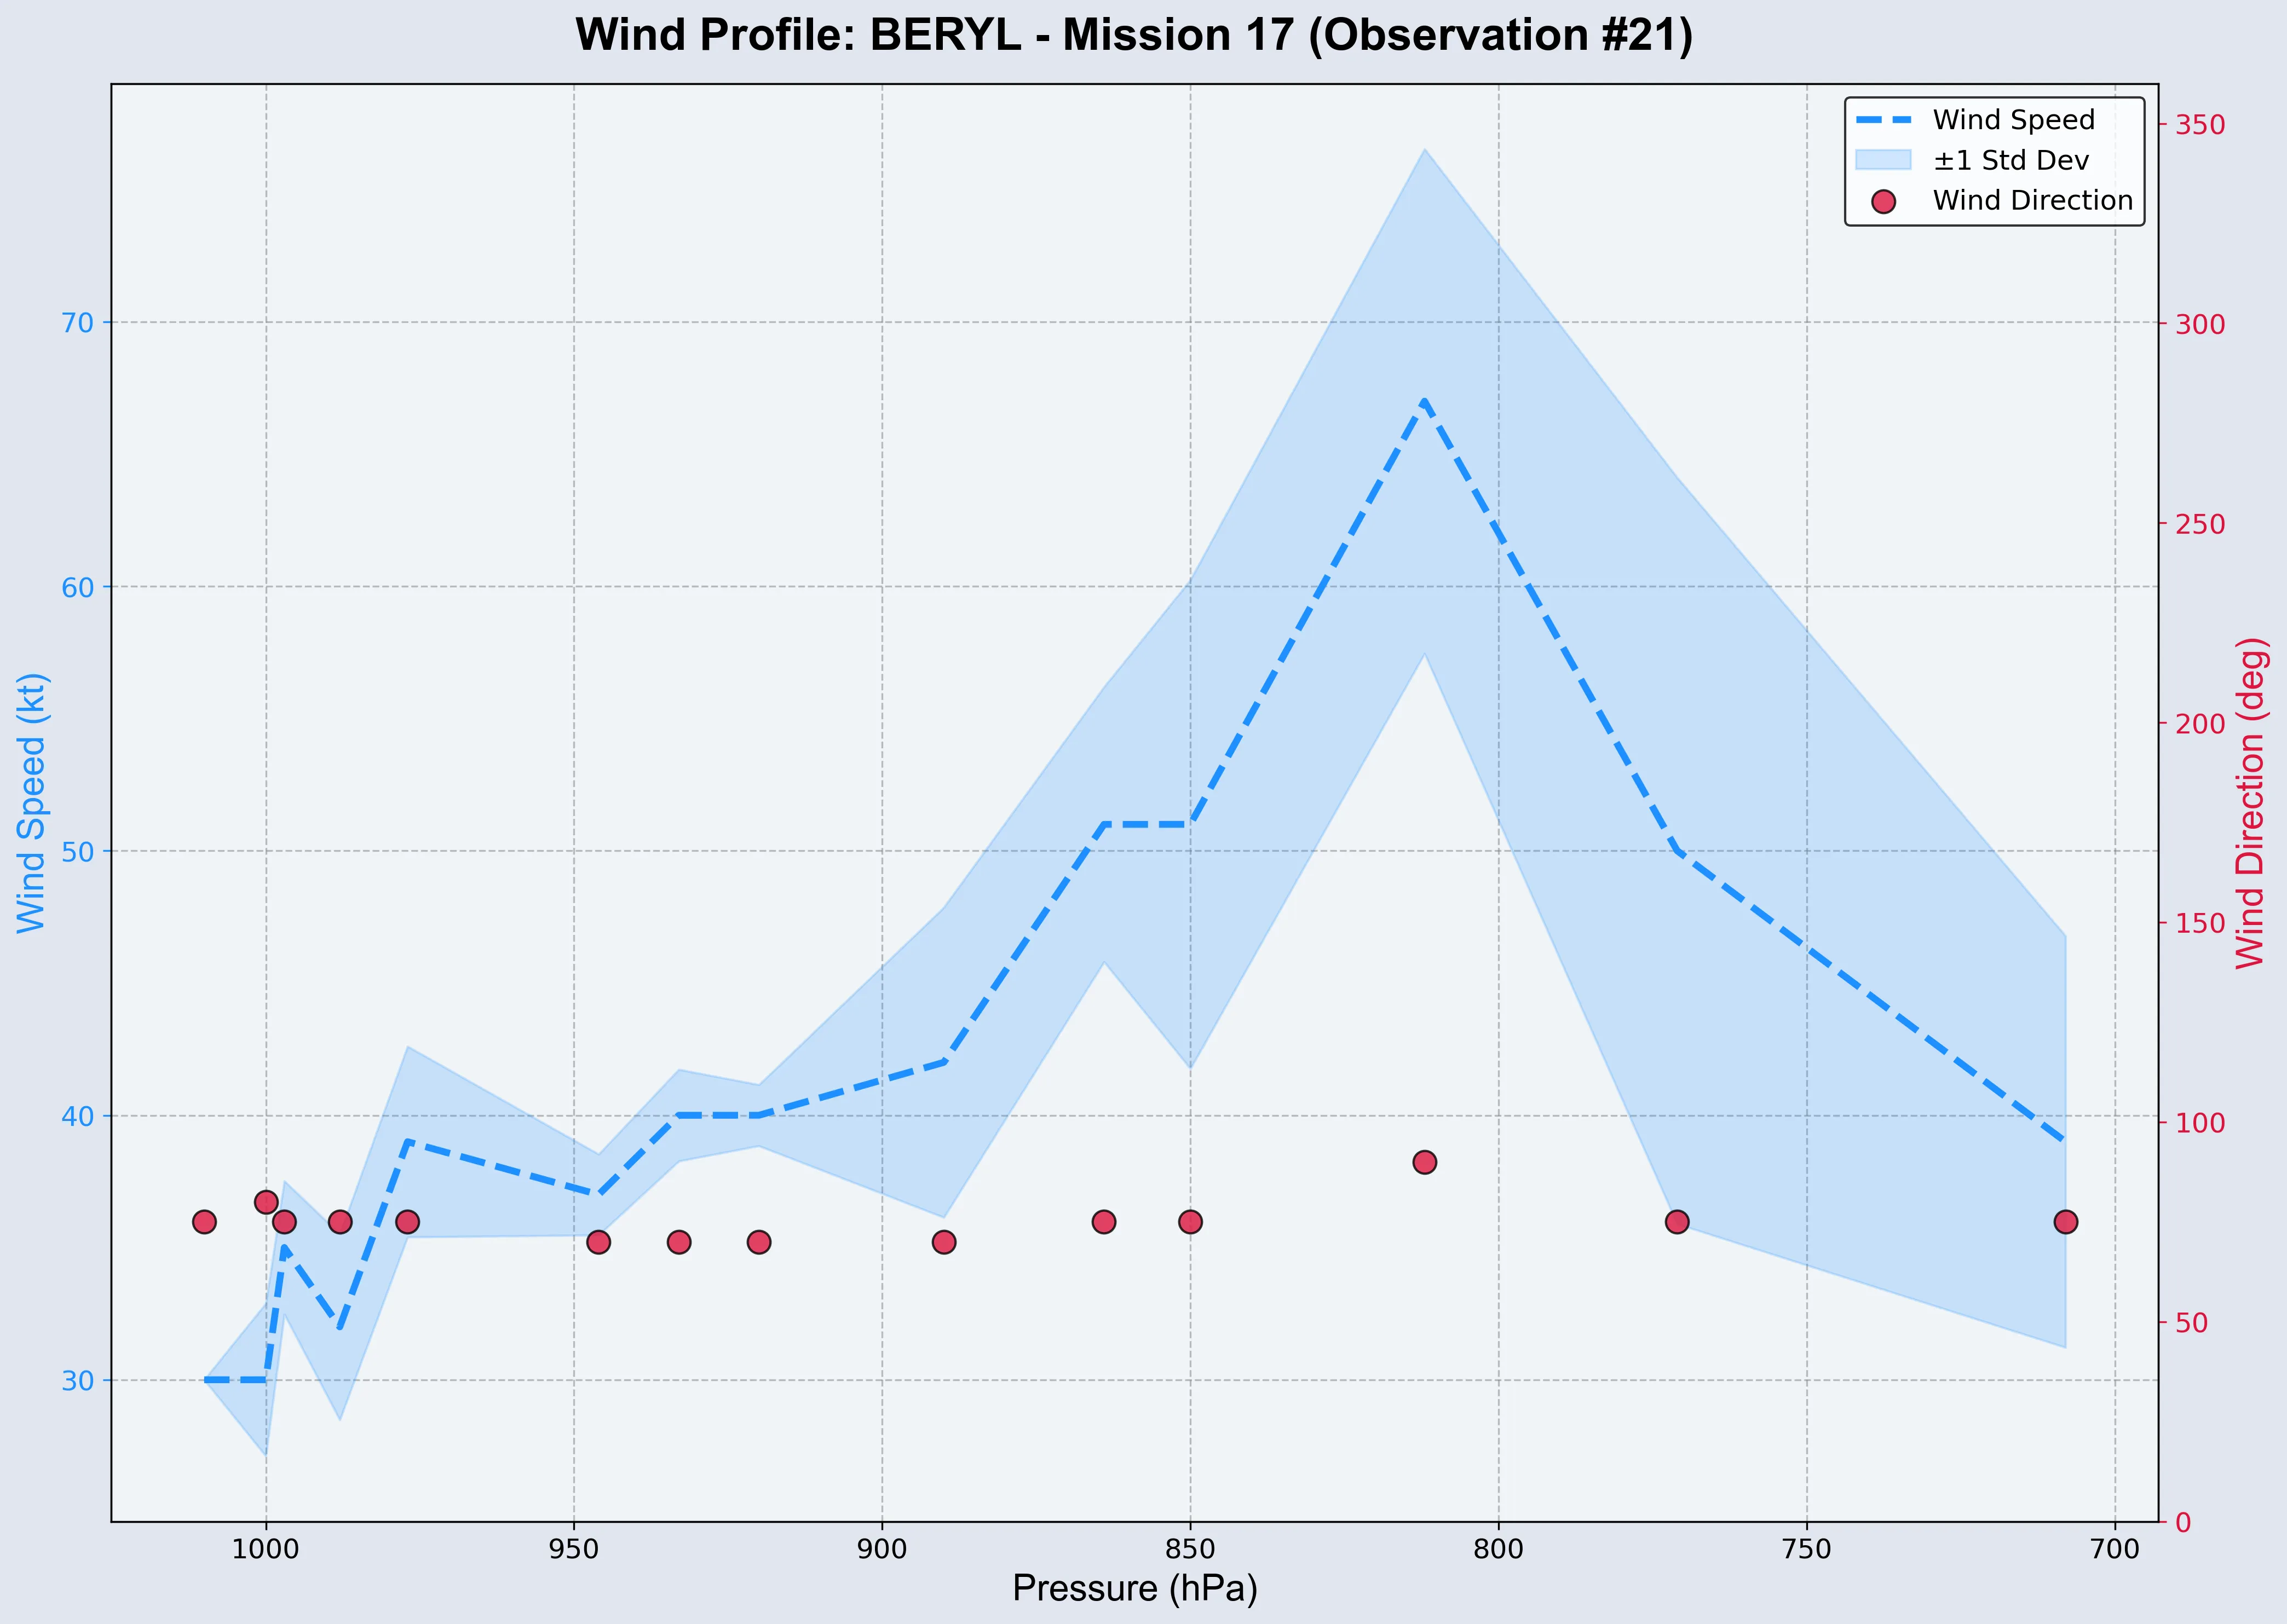 Wind Profile: BERYL - Mission 17 (Observation #21)
Wind Speed
±1 Std Dev
Wind Direction
Wind Speed (kt)
70
60
50
40
30
350
300
250
200
150
100
50
0
Wind Direction (deg)
1000 950 900 850 800 750 700
Pressure (hPa)